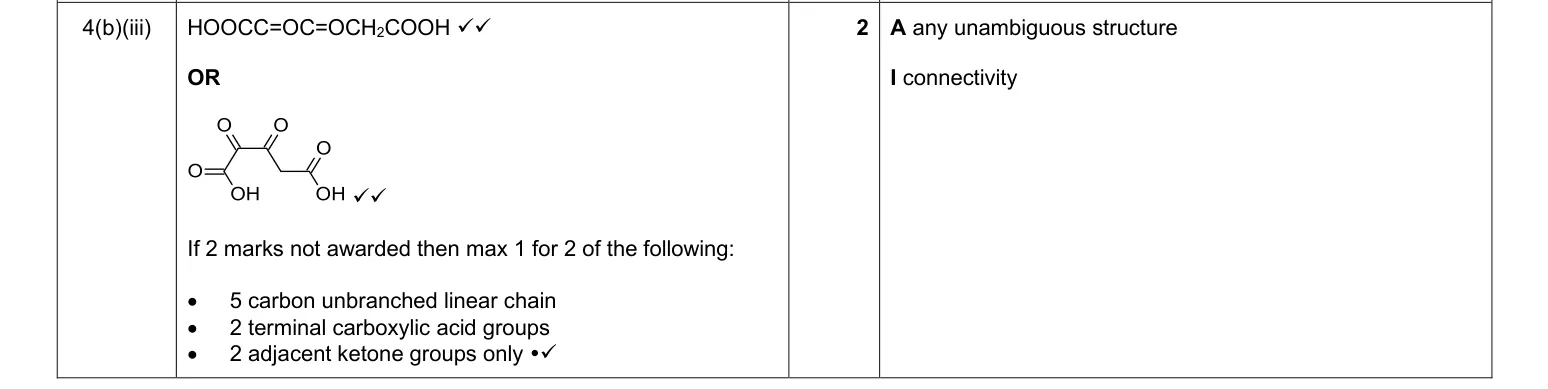 4(b)(iii) HOOCC=OC=OCH₂COOH ✓✓ 2 A any unambiguous structure
OR I connectivity
O O
O
O
OH OH ✓✓
If 2 marks not awarded then max 1 for 2 of the following:
• 5 carbon unbranched linear chain
• 2 terminal carboxylic acid groups
• 2 adjacent ketone groups only •✓